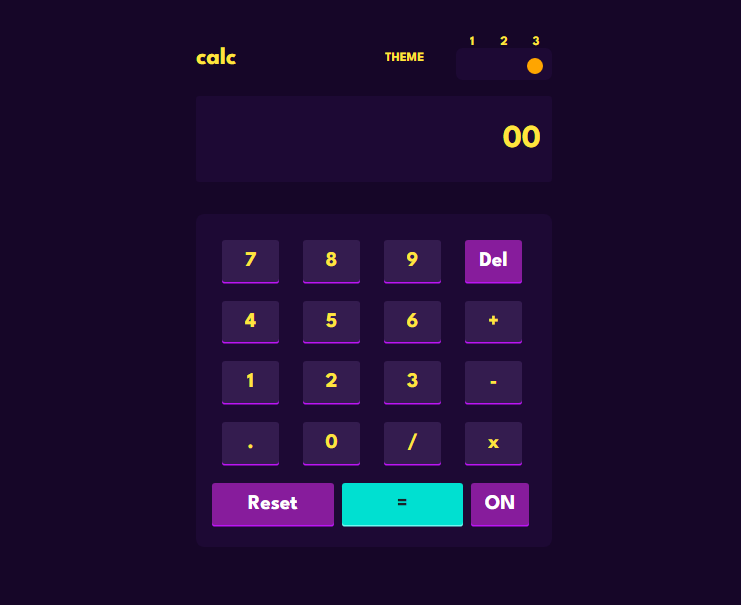 1 2 3
calc THEME
00
7 8 9 Del
4 5 6 +
1 2 3 -
. 0 / x
Reset = ON